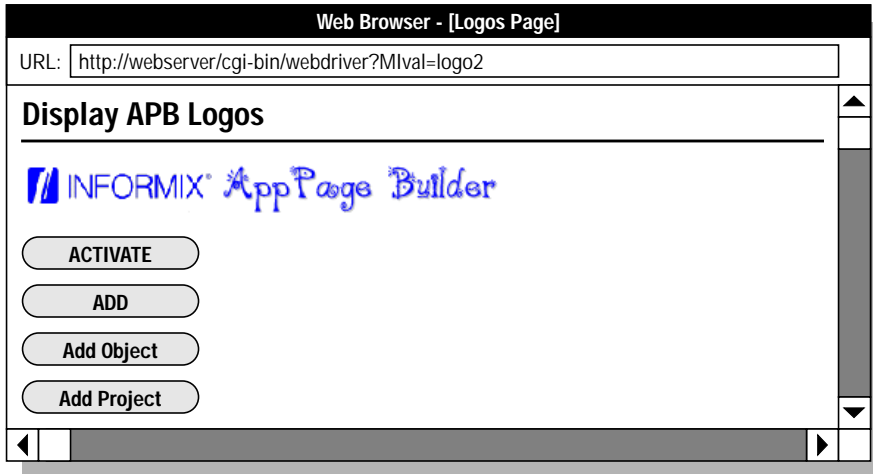 Web Browser - [Logos Page]
URL: http://webserver/cgi-bin/webdriver?MIval=logo2
Display APB Logos
INFORMIX® AppPage Builder
ACTIVATE
ADD
Add Object
Add Project